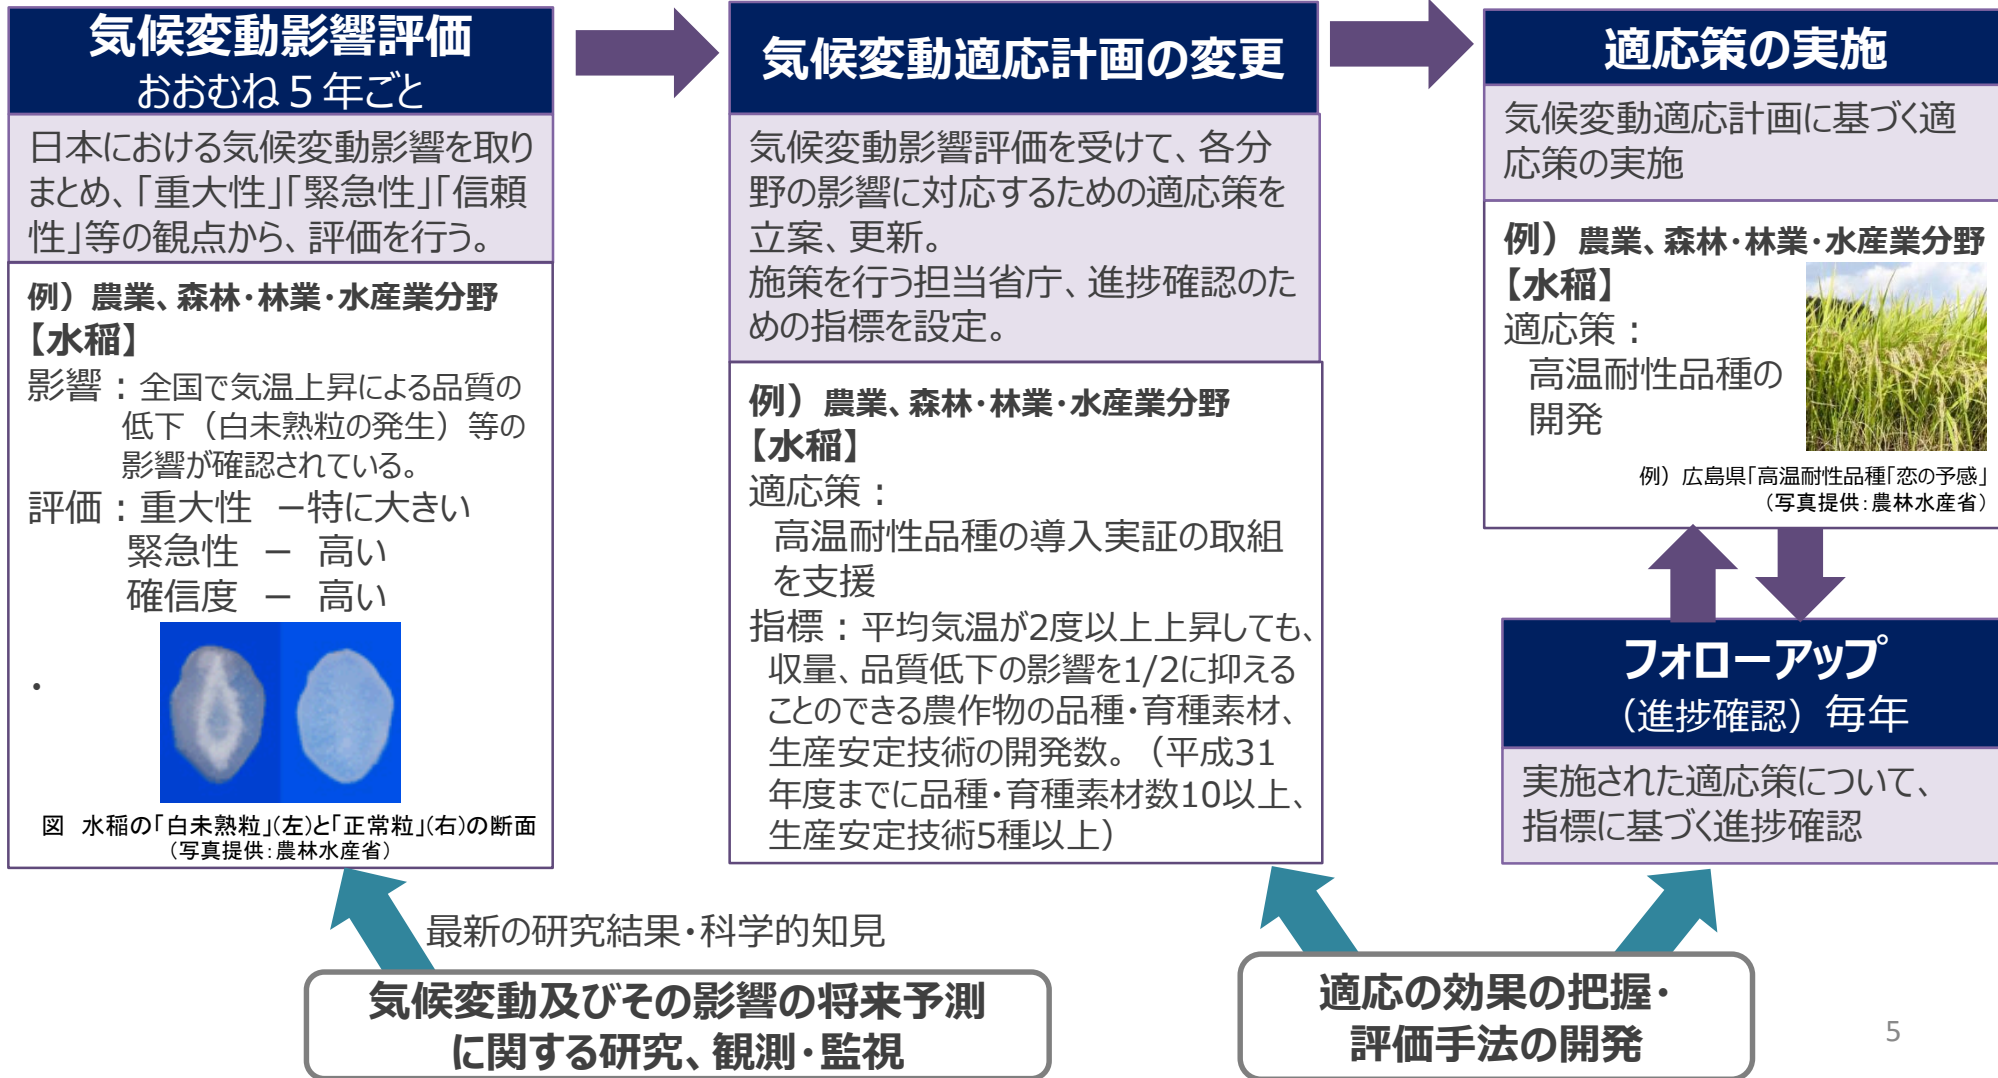 気候変動影響評価
おおむね５年ごと
日本における気候変動影響を取り
まとめ、「重大性」「緊急性」「信頼
性」等の観点から、評価を行う。
例）農業、森林・林業・水産業分野
【水稲】
影響：全国で気温上昇による品質の
低下（白未熟粒の発生）等の
影響が確認されている。
評価：重大性　－特に大きい
緊急性　－　高い
確信度　－　高い
・
図　水稲の「白未熟粒」(左)と「正常粒」(右)の断面
（写真提供：農林水産省）
気候変動適応計画の変更
気候変動影響評価を受けて、各分
野の影響に対応するための適応策を
立案、更新。
施策を行う担当省庁、進捗確認のた
めの指標を設定。
例）農業、森林・林業・水産業分野
【水稲】
適応策：
高温耐性品種の導入実証の取組
を支援
指標：平均気温が2度以上上昇しても、
収量、品質低下の影響を1/2に抑える
ことのできる農作物の品種・育種素材、
生産安定技術の開発数。（平成31
年度までに品種・育種素材数10以上、
生産安定技術5種以上）
適応策の実施
気候変動適応計画に基づく適
応策の実施
例）農業、森林・林業・水産業分野
【水稲】
適応策：
高温耐性品種の
開発
例）広島県「高温耐性品種「恋の予感」
（写真提供：農林水産省）
フォローアップ
（進捗確認）毎年
実施された適応策について、
指標に基づく進捗確認
最新の研究結果・科学的知見
気候変動及びその影響の将来予測
に関する研究、観測・監視
適応の効果の把握・
評価手法の開発
5